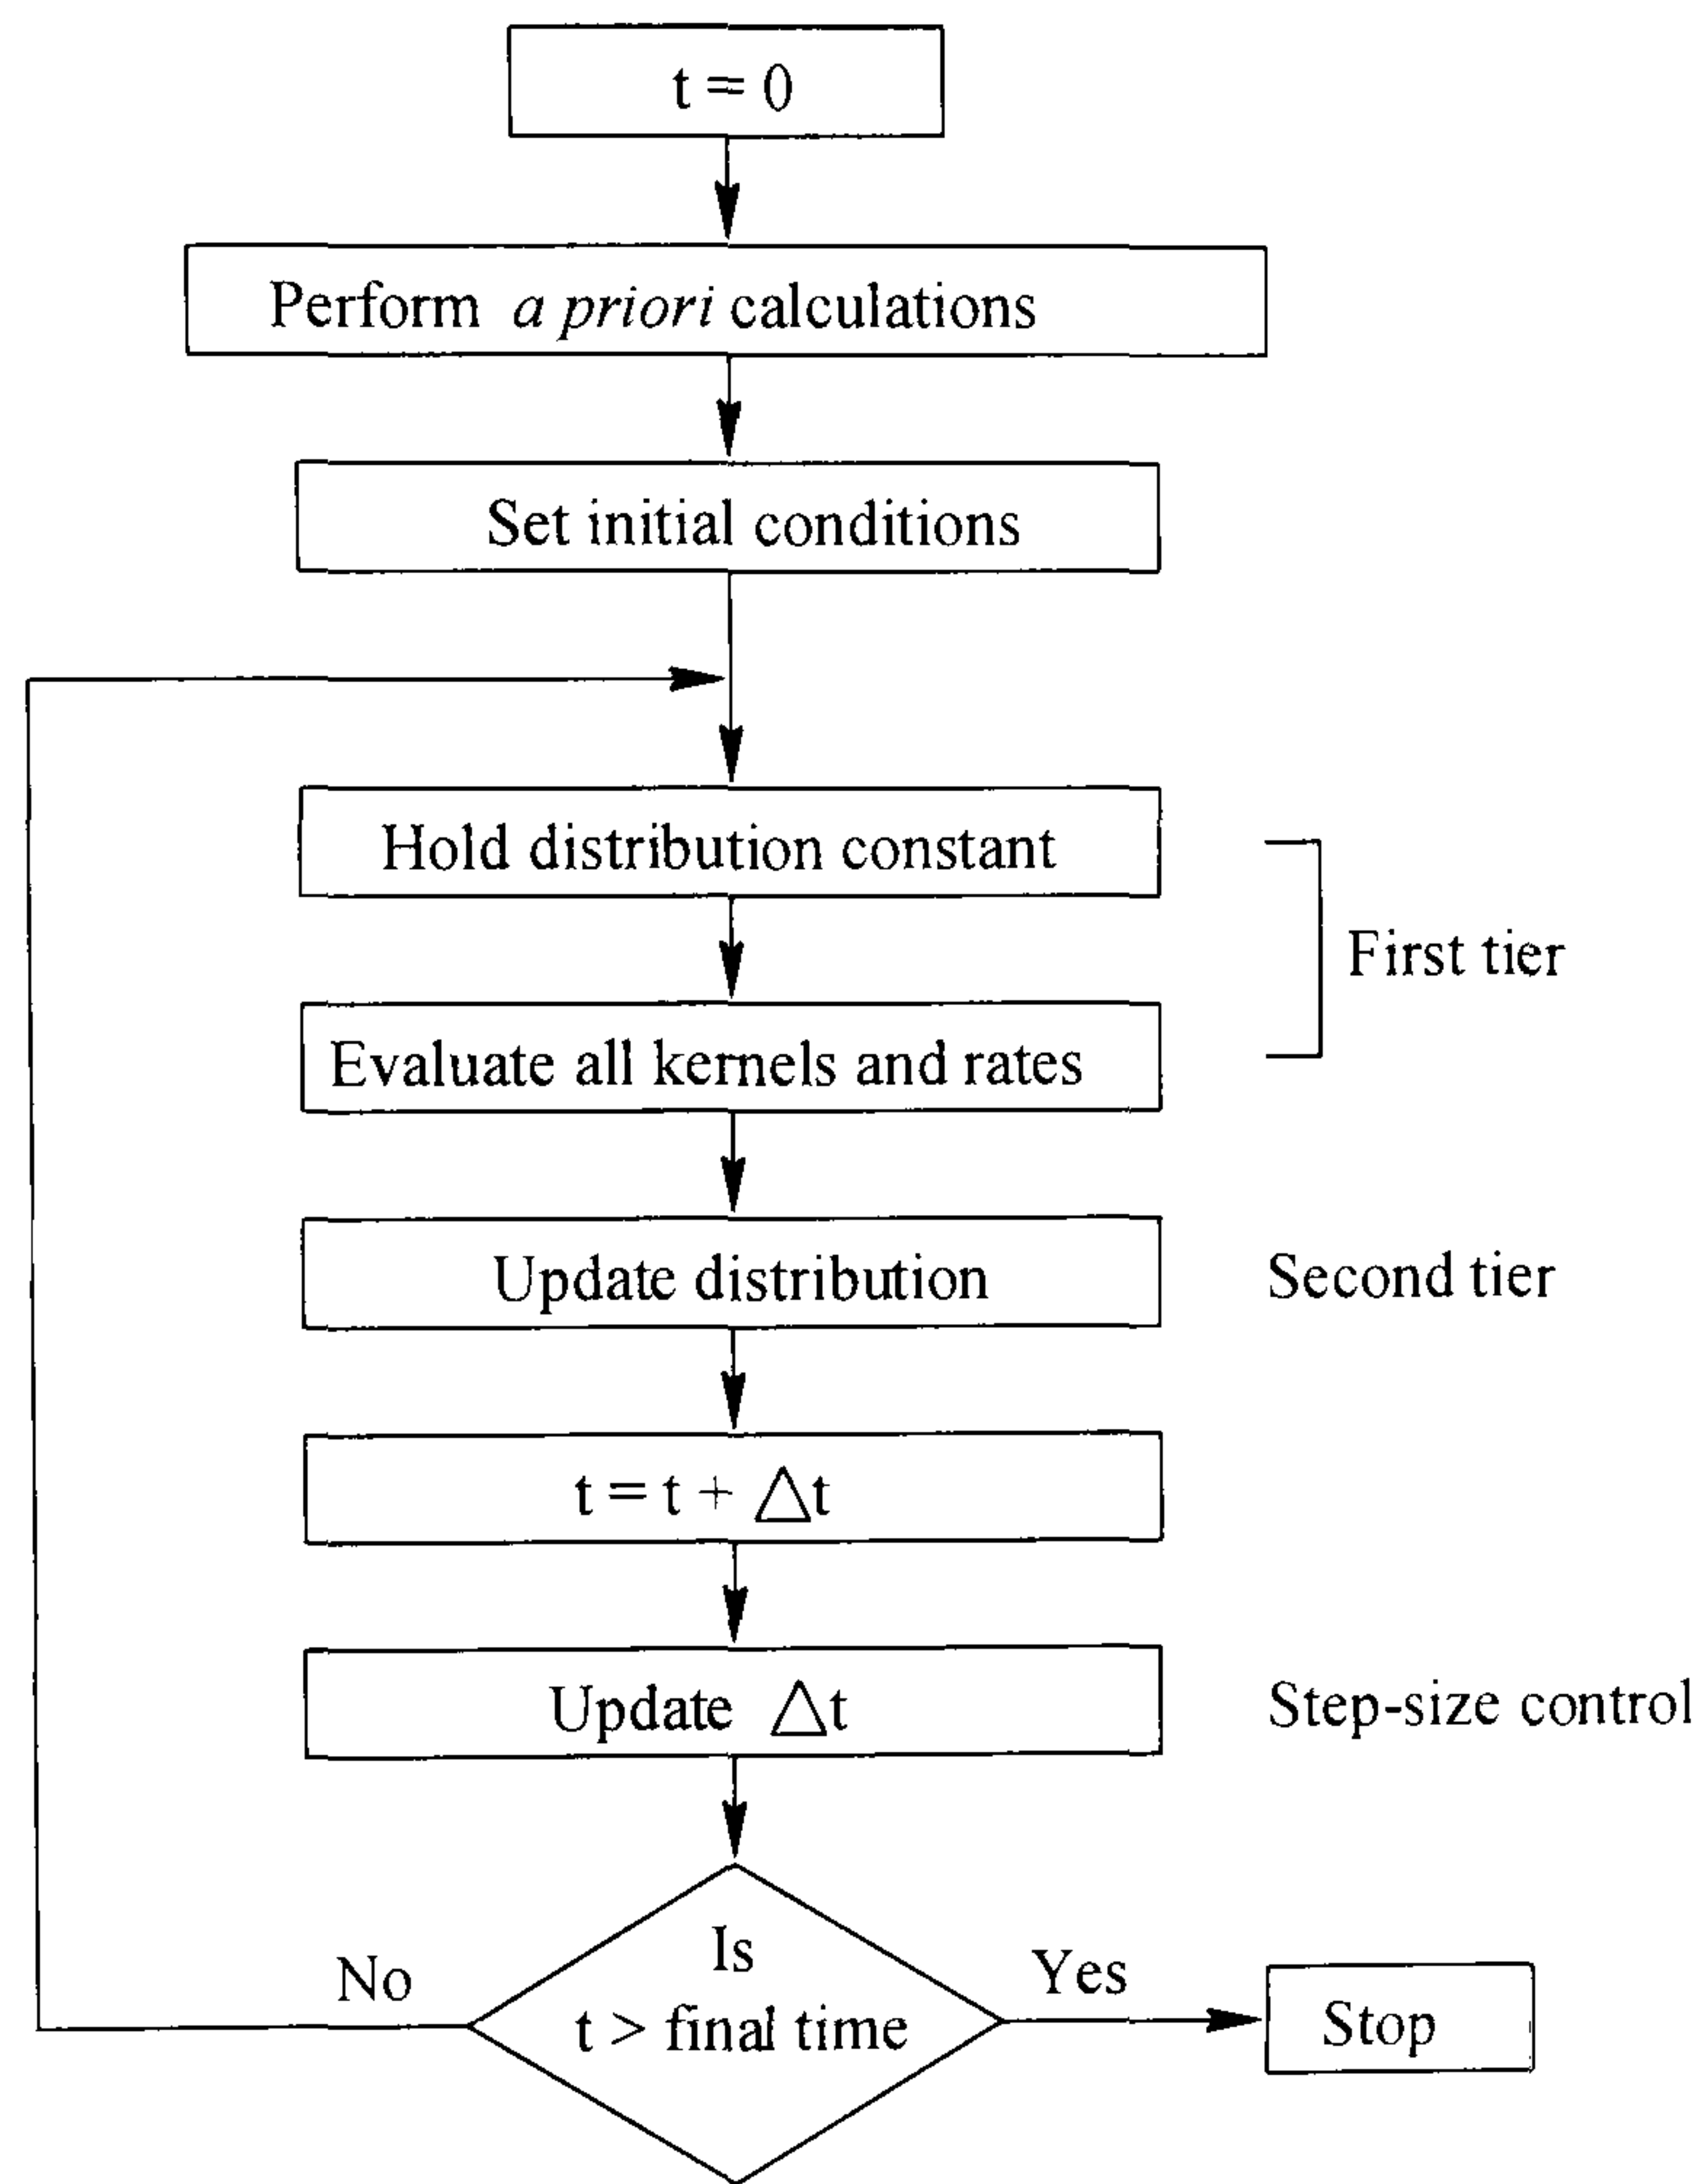 t = 0
Perform a priori calculations
Set initial conditions
Hold distribution constant
First tier
Evaluate all kernels and rates
Update distribution
Second tier
t = t + Δt
Update Δt
Step-size control
Is
t > final time
No
Yes
Stop